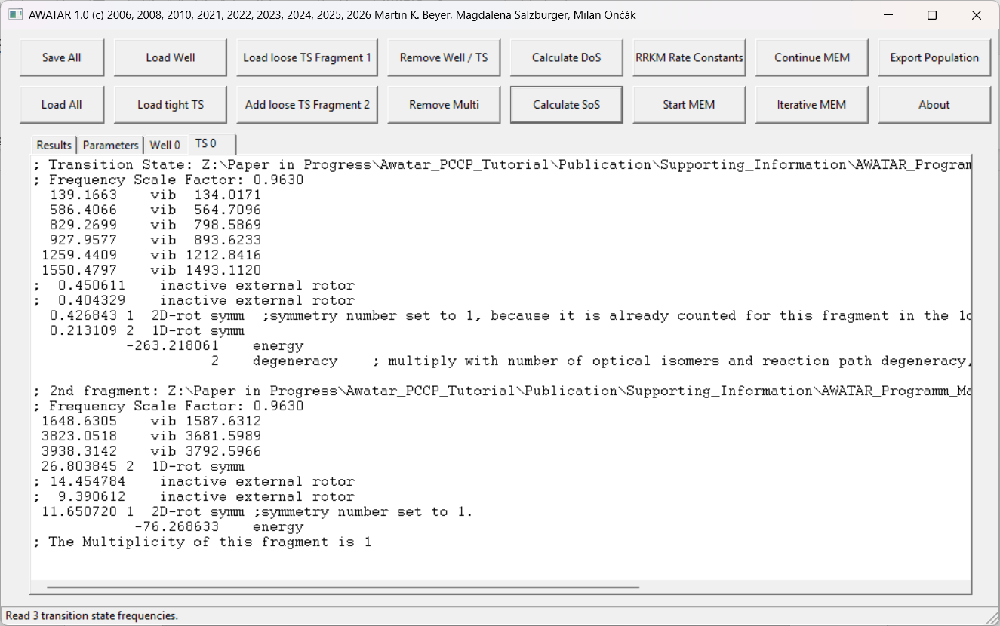 AWATAR 1.0 (c) 2006, 2008, 2010, 2021, 2022, 2023, 2024, 2025, 2026 Martin K. Beyer, Magdalena Salzburger, Milan Ončák
Save All Load Well Load loose TS Fragment 1 Remove Well / TS Calculate DoS RRKM Rate Constants Continue MEM Export Population
Load All Load tight TS Add loose TS Fragment 2 Remove Multi Calculate SoS Start MEM Iterative MEM About
Results Parameters Well 0 TS 0
; Transition State: Z:\Paper in Progress\Awatar_PCCP_Tutorial\Publication\Supporting_Information\AWATAR_Program
; Frequency Scale Factor: 0.9630
139.1663 vib 134.0171
586.4066 vib 564.7096
829.2699 vib 798.5869
927.9577 vib 893.6233
1259.4409 vib 1212.8416
1550.4797 vib 1493.1120
; 0.450611 inactive external rotor
; 0.404329 inactive external rotor
0.426843 1 2D-rot symm ;symmetry number set to 1, because it is already counted for this fragment in the 1
0.213109 2 1D-rot symm
-263.218061 energy
2 degeneracy ; multiply with number of optical isomers and reaction path degeneracy,
; 2nd fragment: Z:\Paper in Progress\Awatar_PCCP_Tutorial\Publication\Supporting_Information\AWATAR_Programm_Ma
; Frequency Scale Factor: 0.9630
1648.6305 vib 1587.6312
3823.0518 vib 3681.5989
3938.3142 vib 3792.5966
26.803845 2 1D-rot symm
; 14.454784 inactive external rotor
; 9.390612 inactive external rotor
11.650720 1 2D-rot symm ;symmetry number set to 1.
-76.268633 energy
; The Multiplicity of this fragment is 1
Read 3 transition state frequencies.